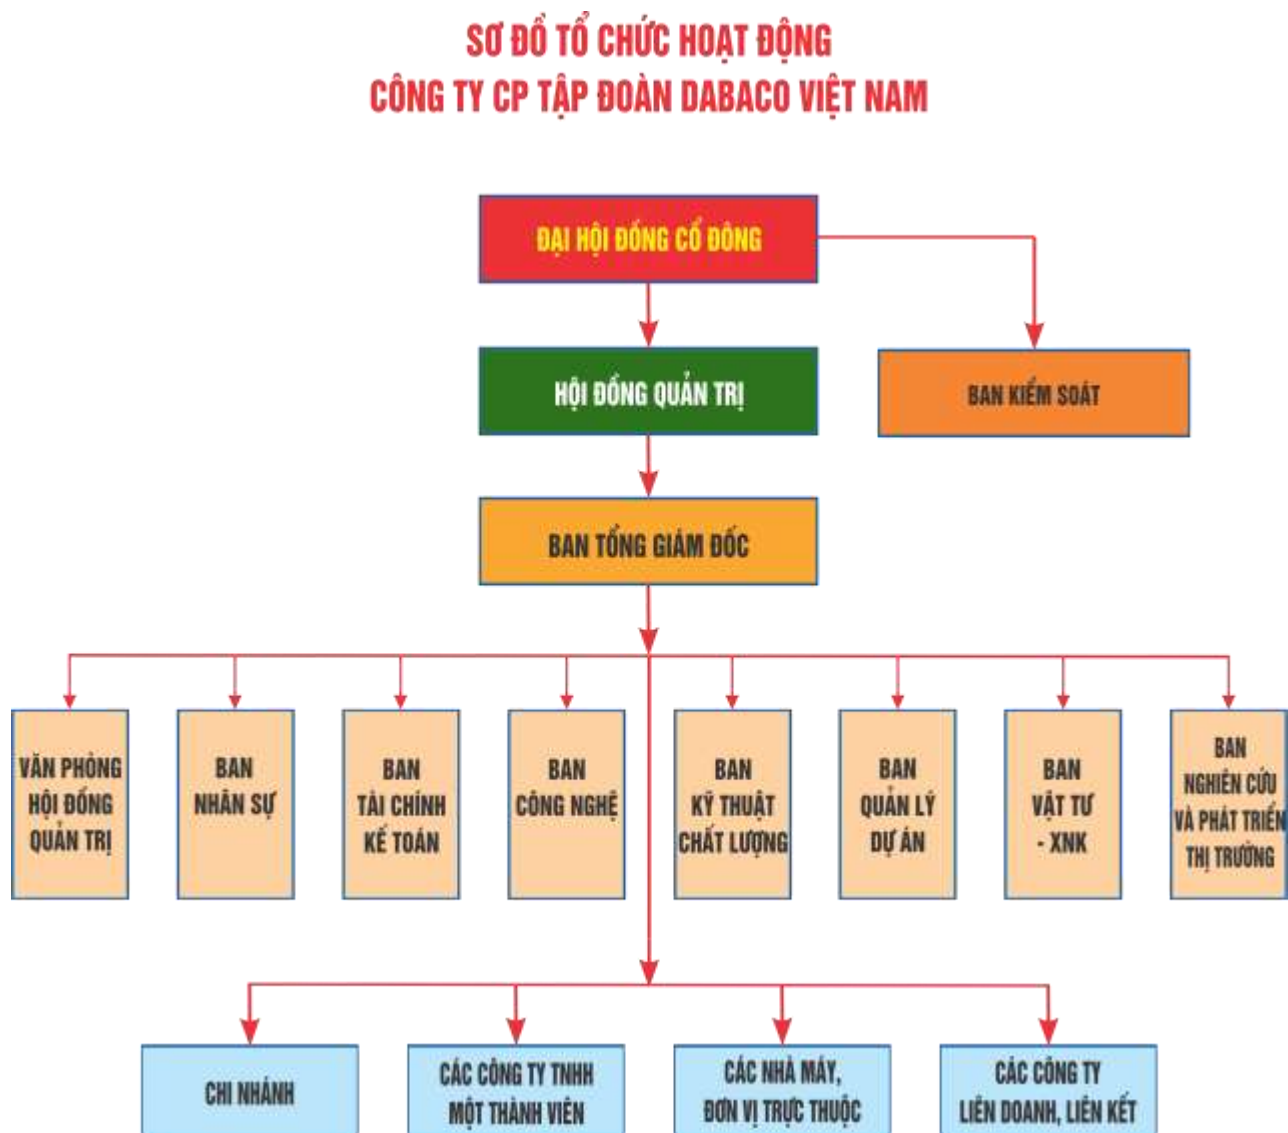 SƠ ĐỒ TỔ CHỨC HOẠT ĐỘNG
CÔNG TY CP TẬP ĐOÀN DABACO VIỆT NAM
ĐẠI HỘI ĐỒNG CỔ ĐÔNG
HỘI ĐỒNG QUẢN TRỊ
BAN KIỂM SOÁT
BAN TỔNG GIÁM ĐỐC
VĂN PHÒNG
HỘI ĐỒNG
QUẢN TRỊ
BAN
NHÂN SỰ
BAN
TÀI CHÍNH
KẾ TOÁN
BAN
CÔNG NGHỆ
BAN
KỸ THUẬT
CHẤT LƯỢNG
BAN
QUẢN LÝ
DỰ ÁN
BAN
VẬT TƯ
- XNK
BAN
NGHIÊN CỨU
VÀ PHÁT TRIỂN
THỊ TRƯỜNG
CHI NHÁNH
CÁC CÔNG TY TNHH
MỘT THÀNH VIÊN
CÁC NHÀ MÁY,
ĐƠN VỊ TRỰC THUỘC
CÁC CÔNG TY
LIÊN DOANH, LIÊN KẾT